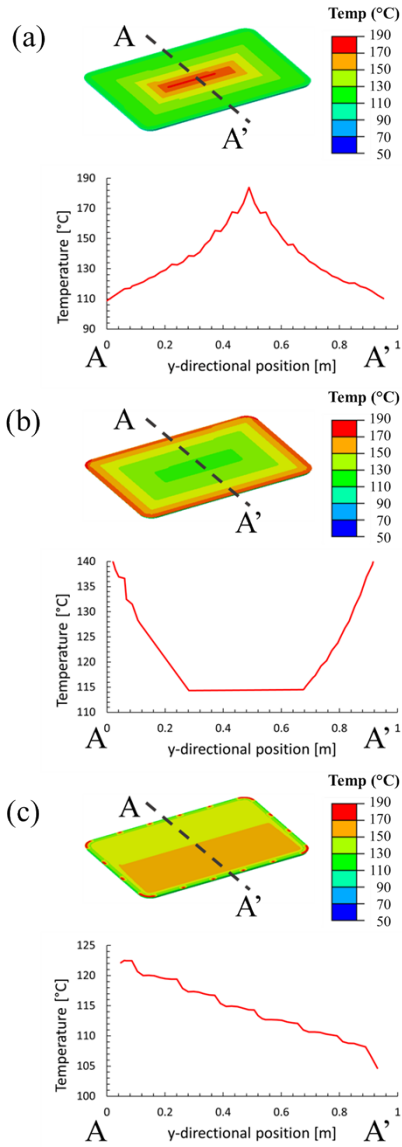 (a)
A
A’
Temp (°C)
190
170
150
130
110
90
70
50
Temperature [°C]
190
170
150
130
110
90
0 0.2 0.4 0.6 0.8 1
A y-directional position [m] A’
(b)
A
A’
Temp (°C)
190
170
150
130
110
90
70
50
Temperature [°C]
140
135
130
125
120
115
110
0 0.2 0.4 0.6 0.8 1
A y-directional position [m] A’
(c)
A
A’
Temp (°C)
190
170
150
130
110
90
70
50
Temperature [°C]
125
120
115
110
105
100
0 0.2 0.4 0.6 0.8 1
A y-directional position [m] A’